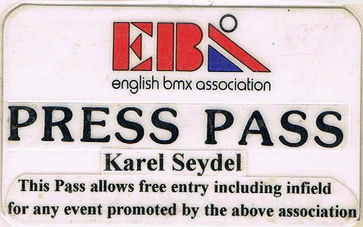 EBA
english bmx association
PRESS PASS
Karel Seydel
This Pass allows free entry including infield
for any event promoted by the above association